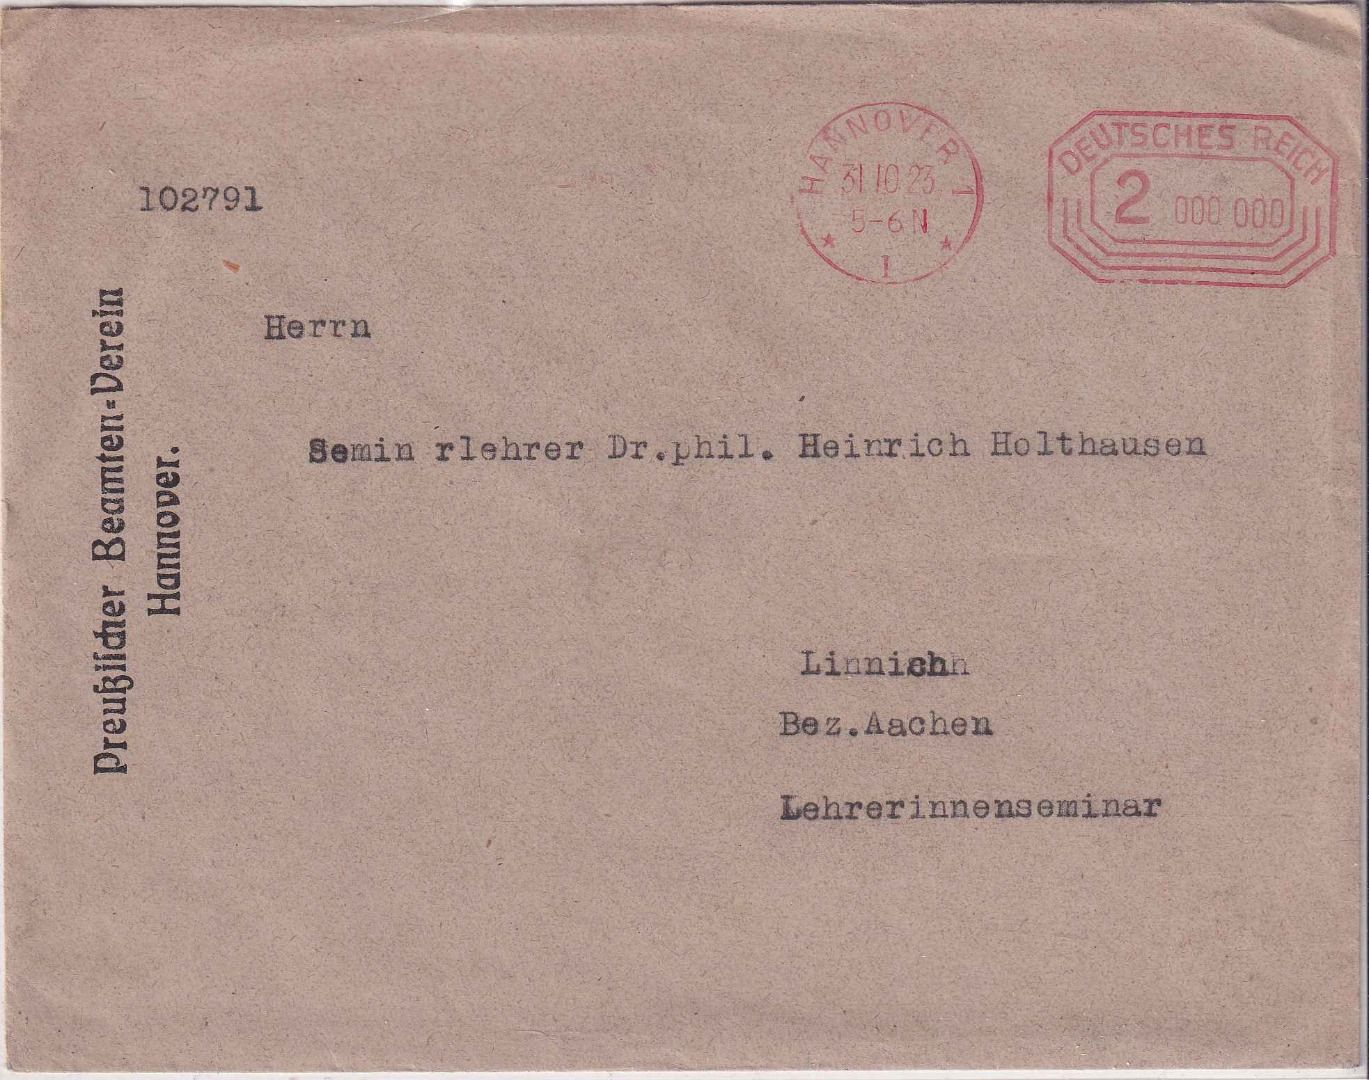 HANNOVER 1
31 10 23
5-6 N
* I *
DEUTSCHES REICH
2 000 000
102791
Preußischer Beamten-Verein
Hannover.
Herrn
Semin rlehrer Dr.phil. Heinrich Holthausen
Linnichh
Bez.Aachen
Lehrerinnenseminar